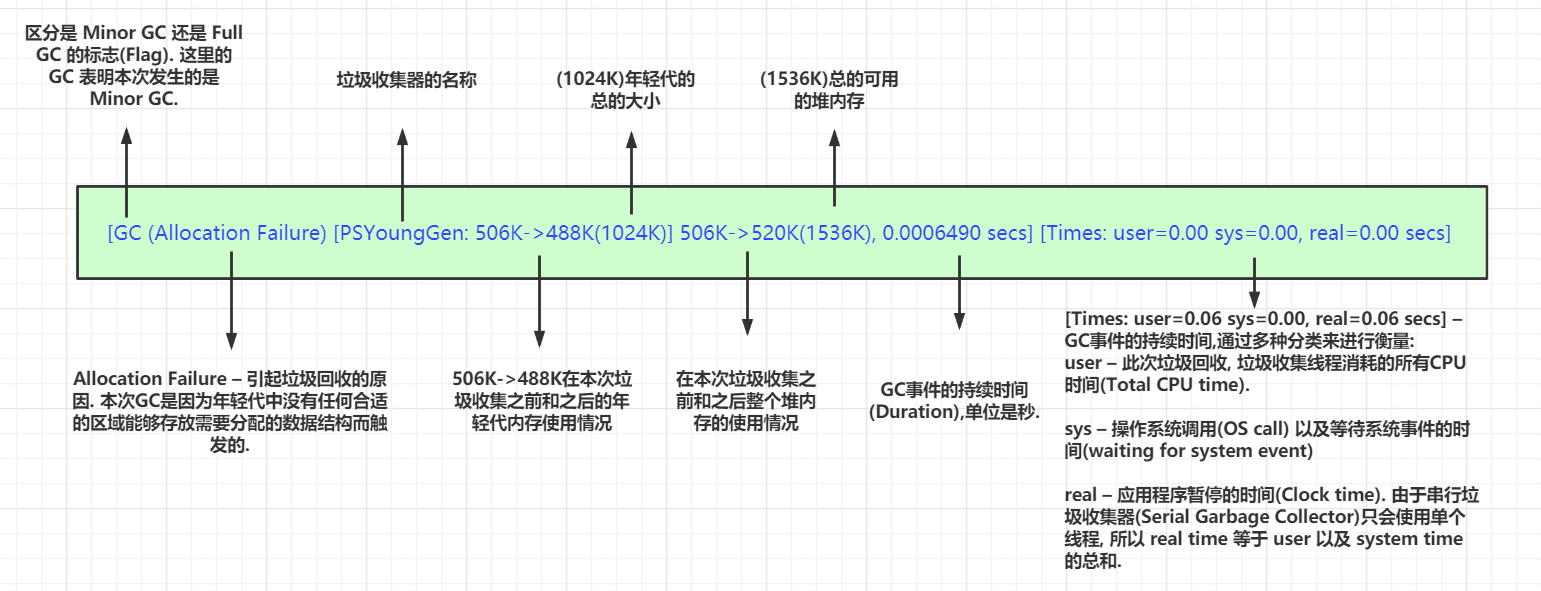 区分是 Minor GC 还是 Full
GC 的标志(Flag). 这里的
GC 表明本次发生的是
Minor GC.
垃圾收集器的名称
(1024K)年轻代的
总的大小
(1536K)总的可用
的堆内存
[GC (Allocation Failure) [PSYoungGen: 506K->488K(1024K)] 506K->520K(1536K), 0.0006490 secs] [Times: user=0.00 sys=0.00, real=0.00 secs]
Allocation Failure – 引起垃圾回收的原
因. 本次GC是因为年轻代中没有任何合适
的区域能够存放需要分配的数据结构而触
发的.
506K->488K在本次垃
圾收集之前和之后的年
轻代内存使用情况
在本次垃圾收集之
前和之后整个堆内
存的使用情况
GC事件的持续时间
(Duration),单位是秒.
[Times: user=0.06 sys=0.00, real=0.06 secs] –
GC事件的持续时间,通过多种分类来进行衡量:
user – 此次垃圾回收, 垃圾收集线程消耗的所有CPU
时间(Total CPU time).
sys – 操作系统调用(OS call) 以及等待系统事件的时
间(waiting for system event)
real – 应用程序暂停的时间(Clock time). 由于串行垃
圾收集器(Serial Garbage Collector)只会使用单个
线程, 所以 real time 等于 user 以及 system time
的总和.